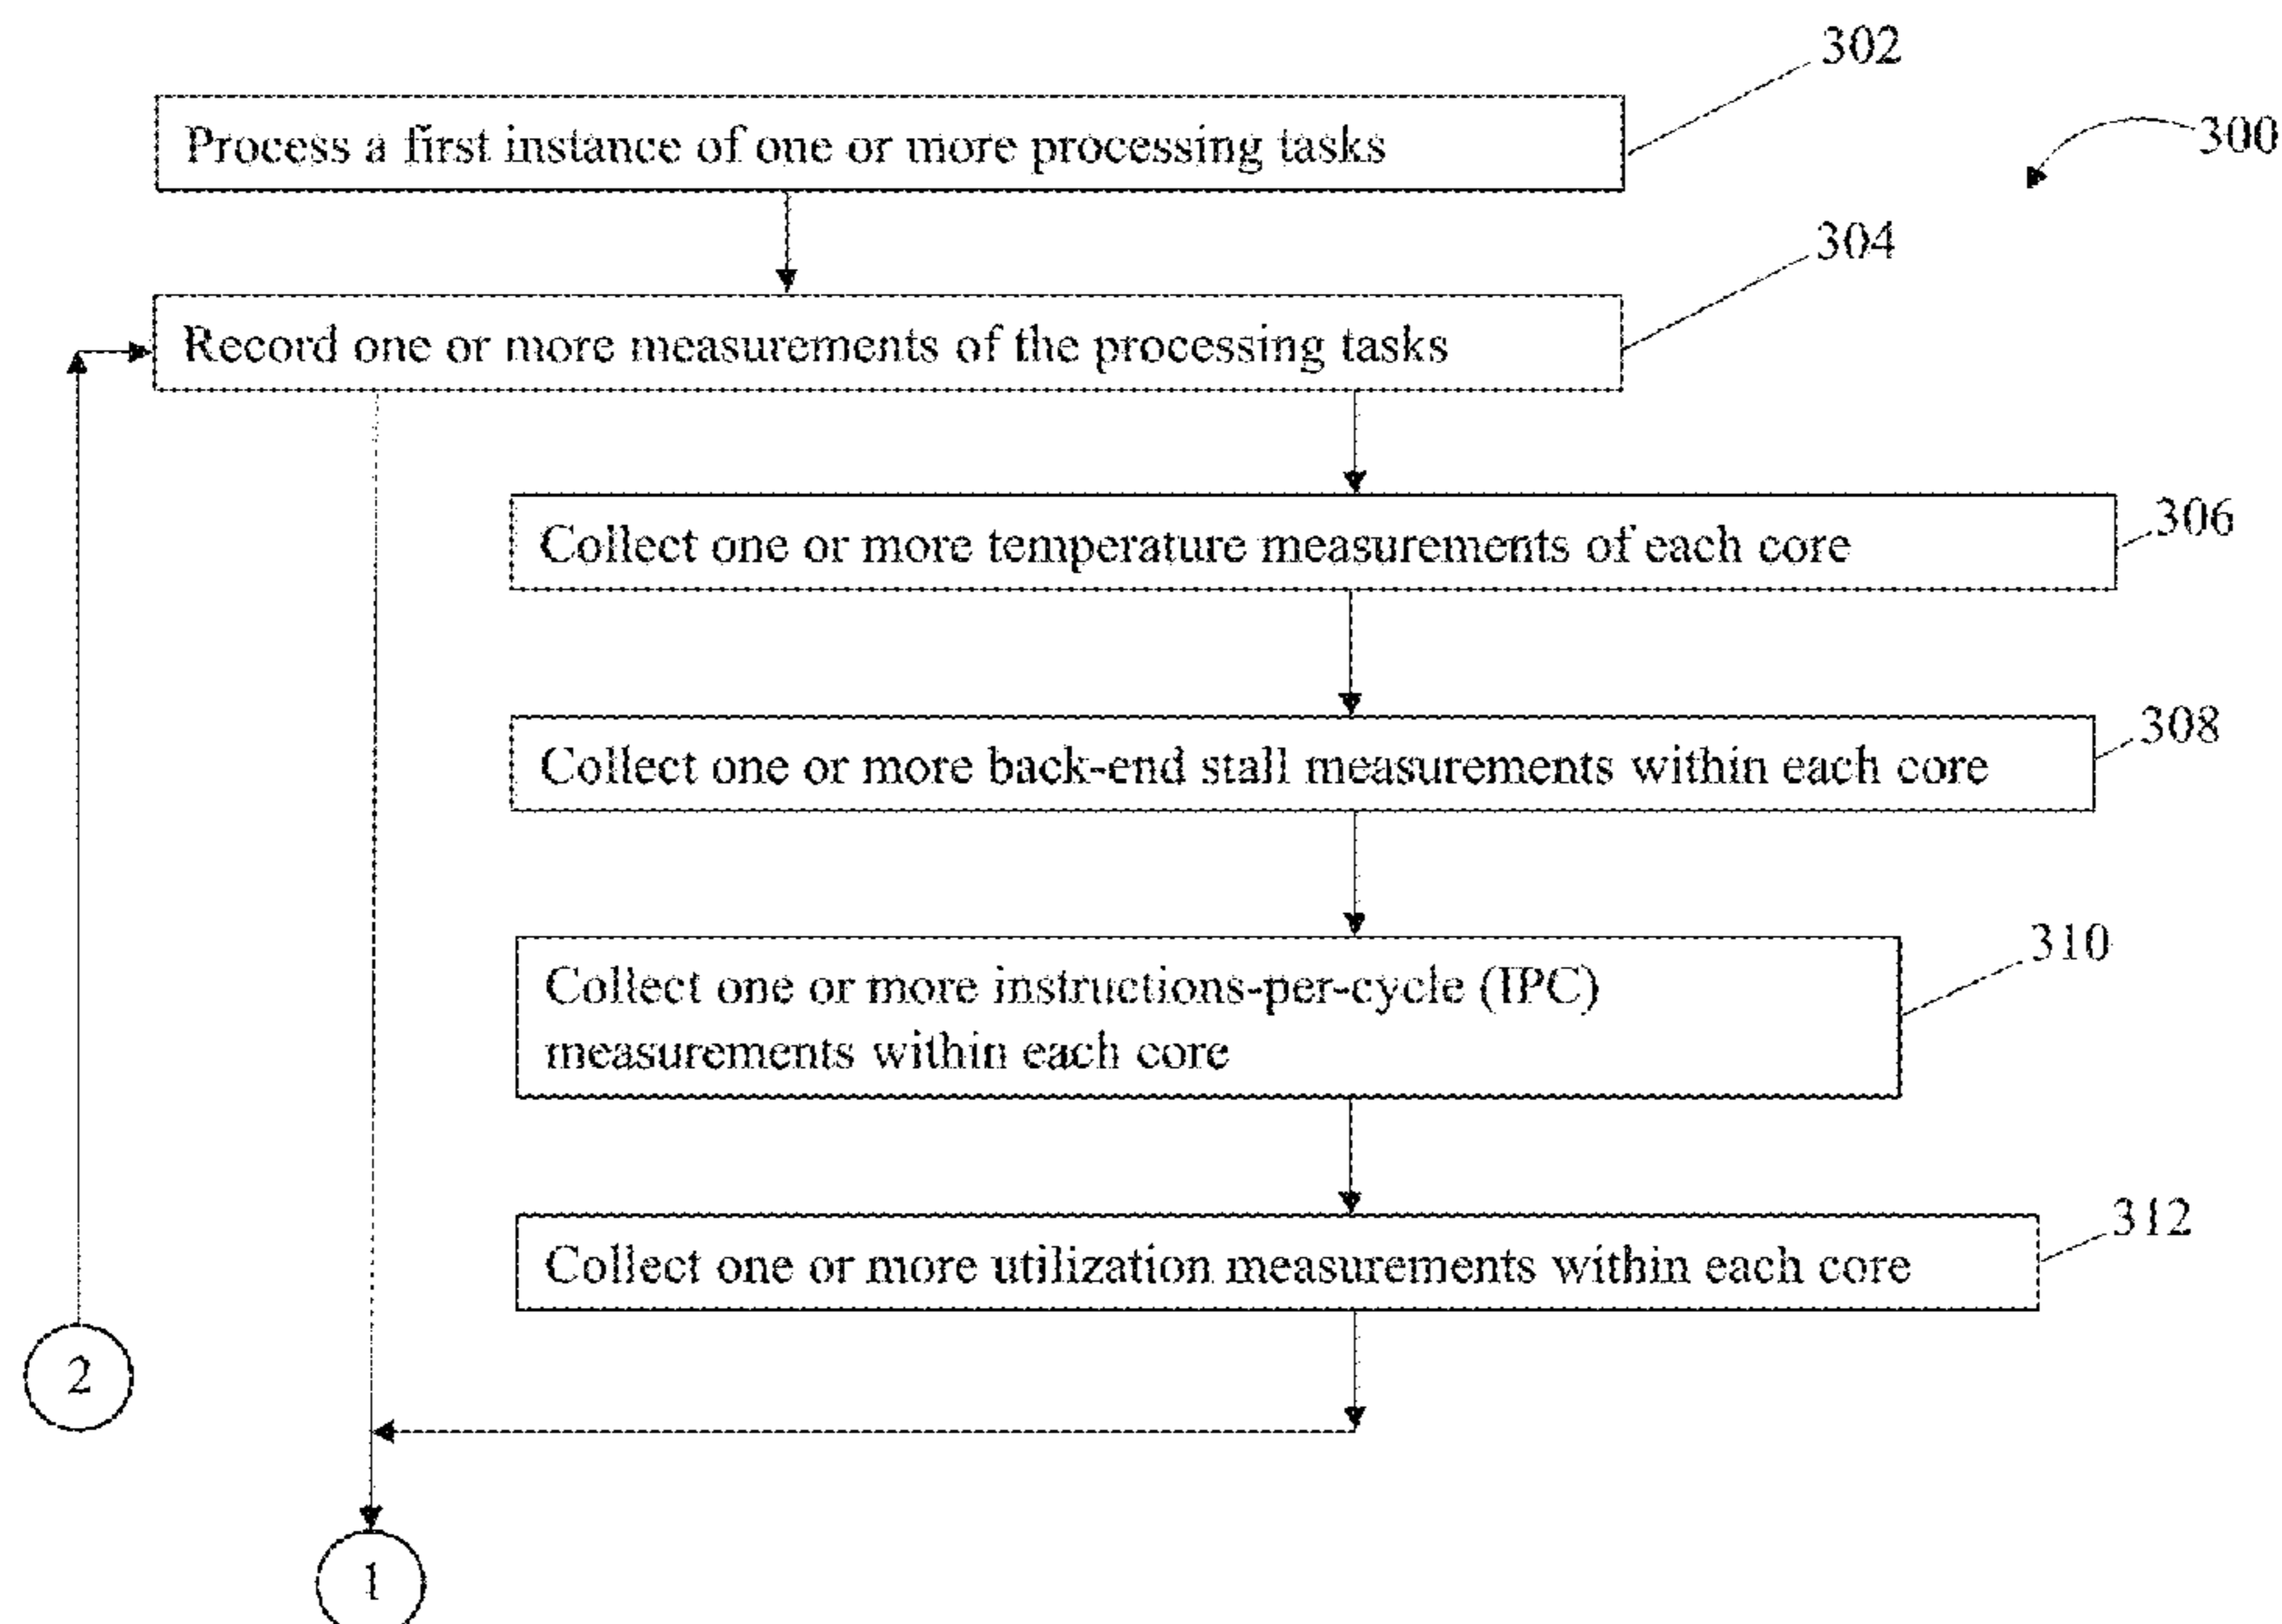 302
Process a first instance of one or more processing tasks
300
304
Record one or more measurements of the processing tasks
306
Collect one or more temperature measurements of each core
308
Collect one or more back-end stall measurements within each core
310
Collect one or more instructions-per-cycle (IPC)
measurements within each core
312
Collect one or more utilization measurements within each core
2
1